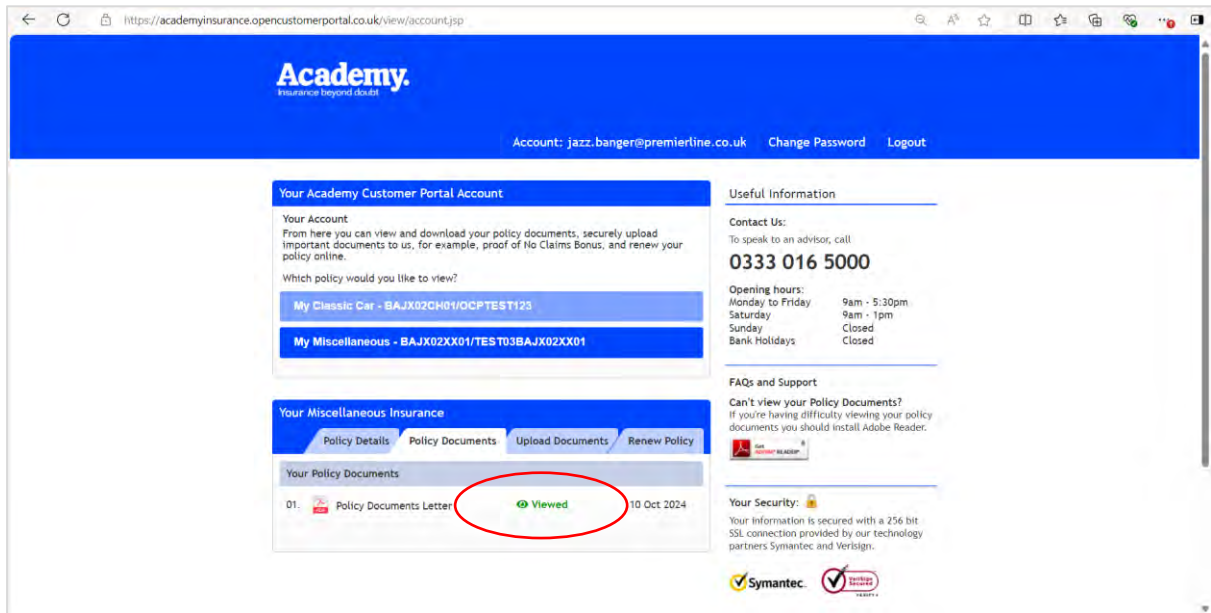 https://academyinsurance.opencustomerportal.co.uk/view/account.jsp
Academy.
Insurance beyond doubt
Account: jazz.banger@premierline.co.uk Change Password Logout
Your Academy Customer Portal Account
Your Account
From here you can view and download your policy documents, securely upload
important documents to us, for example, proof of No Claims Bonus, and renew your
policy online.
Which policy would you like to view?
My Classic Car - BAJX02CH01/OCPTEST123
My Miscellaneous - BAJX02XX01/TEST03BAJX02XX01
Your Miscellaneous Insurance
Policy Details Policy Documents Upload Documents Renew Policy
Your Policy Documents
01. Policy Documents Letter Viewed 10 Oct 2024
Useful Information
Contact Us:
To speak to an advisor, call
0333 016 5000
Opening hours:
Monday to Friday 9am - 5:30pm
Saturday 9am - 1pm
Sunday Closed
Bank Holidays Closed
FAQs and Support
Can't view your Policy Documents?
If you're having difficulty viewing your policy
documents you should install Adobe Reader.
Get
ADOBE® READER®
Your Security:
Your information is secured with a 256 bit
SSL connection provided by our technology
partners Symantec and Verisign.
Symantec.
VeriSign
Secured
VERIFY